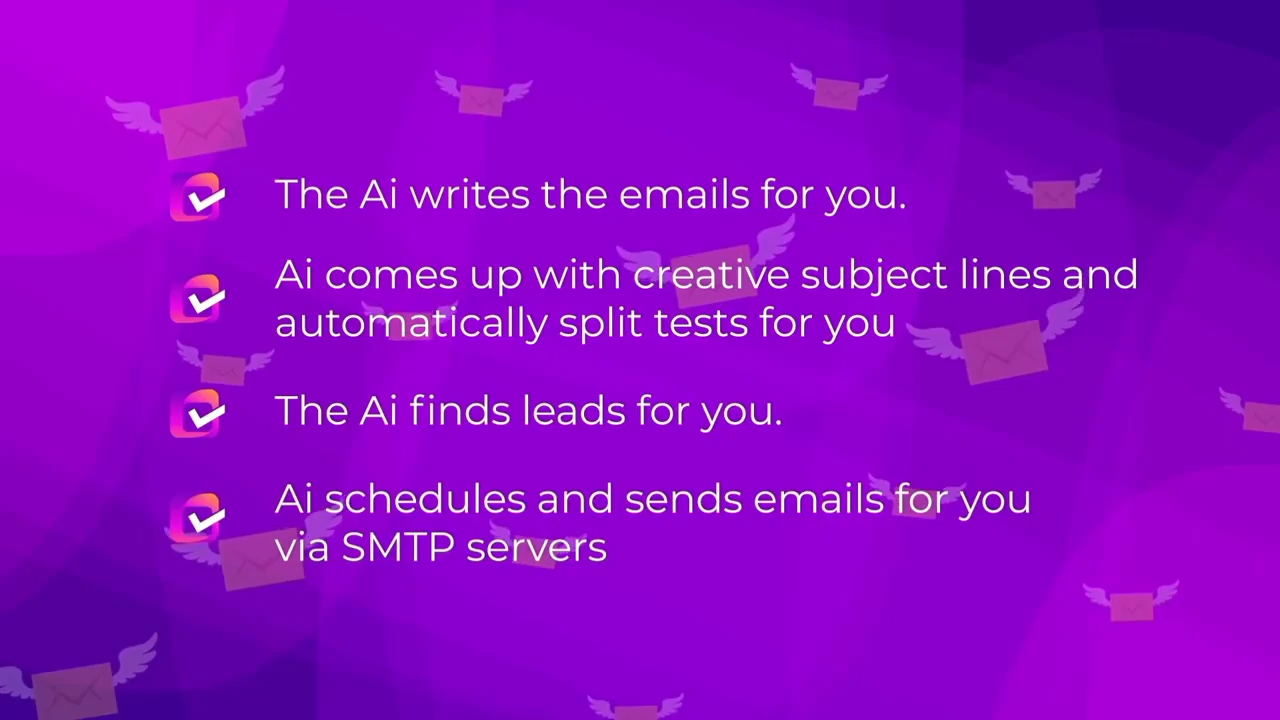 The Ai writes the emails for you.
Ai comes up with creative subject lines and
automatically split tests for you
The Ai finds leads for you.
Ai schedules and sends emails for you
via SMTP servers